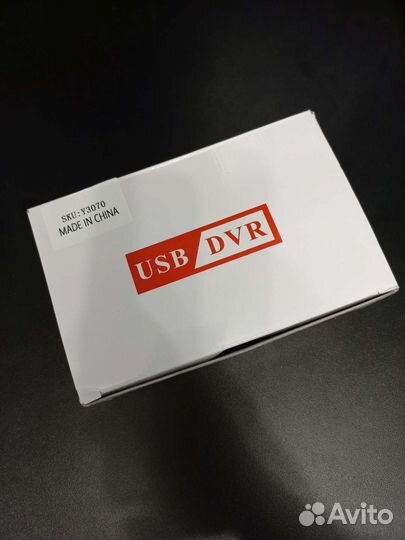 SKU:Y3070
MADE IN CHINA
USB DVR
Avito